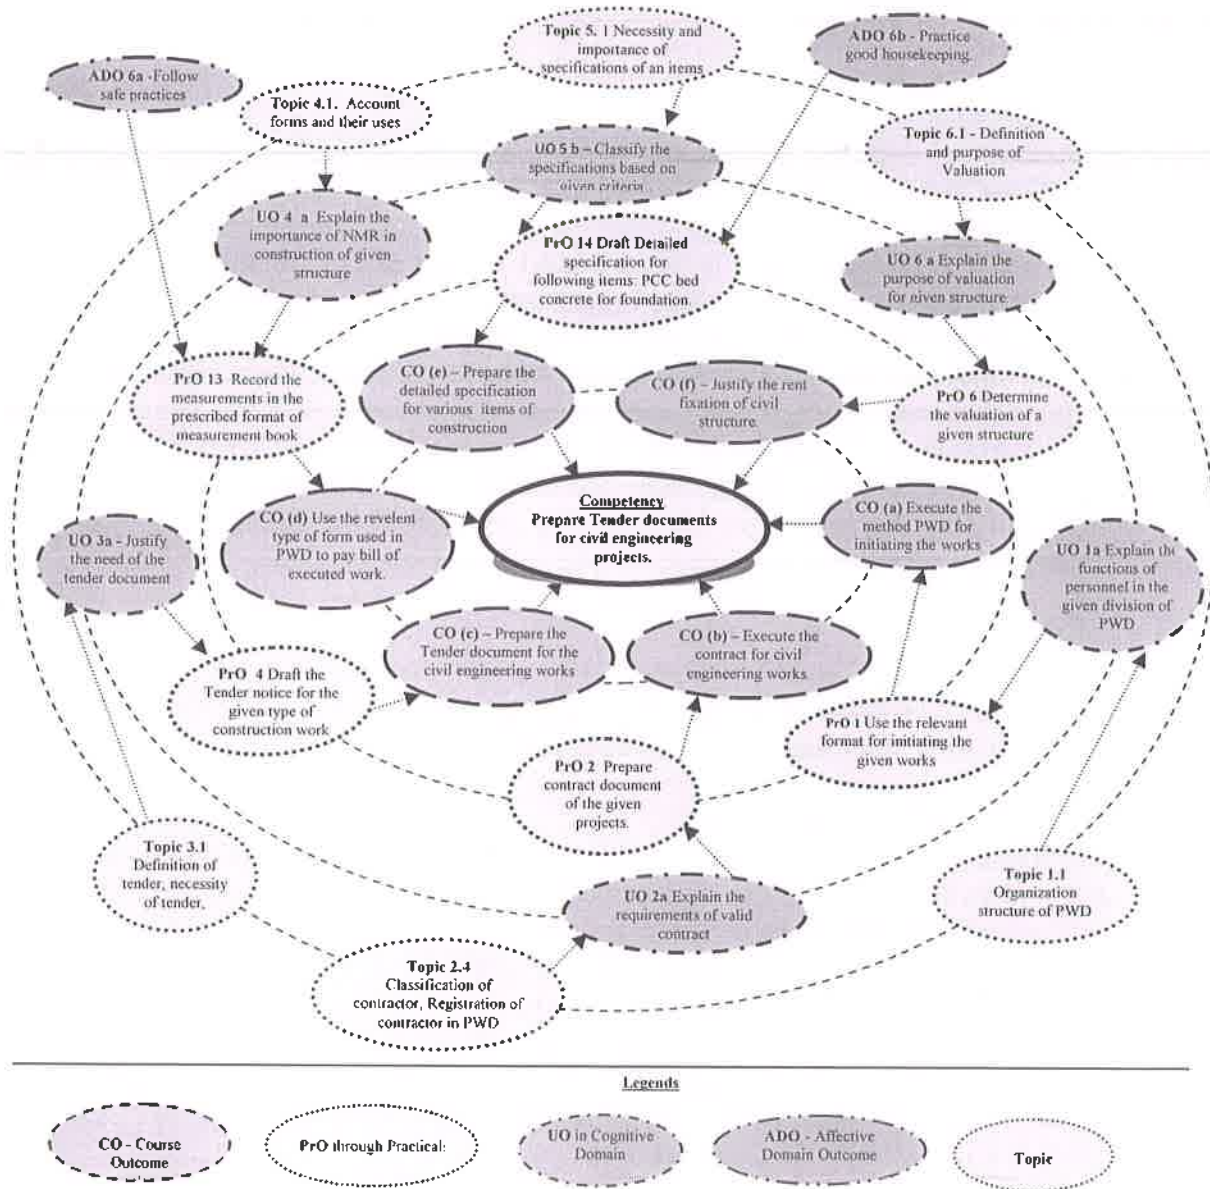 Topic 5. 1 Necessity and
importance of
specifications of an items
ADO 6b - Practice
good housekeeping.
ADO 6a -Follow
safe practices
Topic 4.1. Account
forms and their uses
Topic 6.1 - Definition
and purpose of
Valuation
UO 5 b – Classify the
specifications based on
given criteria
UO 4 a Explain the
importance of NMR in
construction of given
structure
PrO 14 Draft Detailed
specification for
following items: PCC bed
concrete for foundation.
UO 6 a Explain the
purpose of valuation
for given structure.
PrO 13 Record the
measurements in the
prescribed format of
measurement book
CO (e) – Prepare the
detailed specification
for various items of
construction
CO (f) – Justify the rent
fixation of civil
structure.
PrO 6 Determine
the valuation of a
given structure
Competency
Prepare Tender documents
for civil engineering
projects.
CO (d) Use the revelent
type of form used in
PWD to pay bill of
executed work.
CO (a) Execute the
method PWD for
initiating the works
UO 3a - Justify
the need of the
tender document
UO 1a Explain the
functions of
personnel in the
given division of
PWD
CO (c) – Prepare the
Tender document for the
civil engineering works
CO (b) – Execute the
contract for civil
engineering works
PrO 4 Draft the
Tender notice for the
given type of
construction work
PrO 1 Use the relevant
format for initiating the
given works
PrO 2 Prepare
contract document
of the given
projects.
Topic 3.1
Definition of
tender, necessity
of tender,
Topic 1.1
Organization
structure of PWD
UO 2a Explain the
requirements of valid
contract
Topic 2.4
Classification of
contractor, Registration of
contractor in PWD
Legends
CO - Course
Outcome
PrO through Practical:
UO in Cognitive
Domain
ADO - Affective
Domain Outcome
Topic